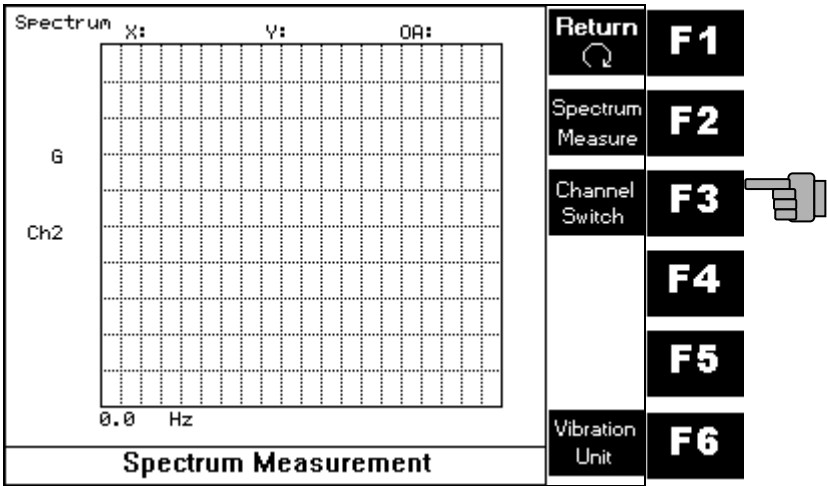 Spectrum X: Y: OA:
Return F1
Spectrum
Measure F2
G
Channel
Switch F3
Ch2
F4
F5
0.0 Hz
Vibration
Unit F6
Spectrum Measurement